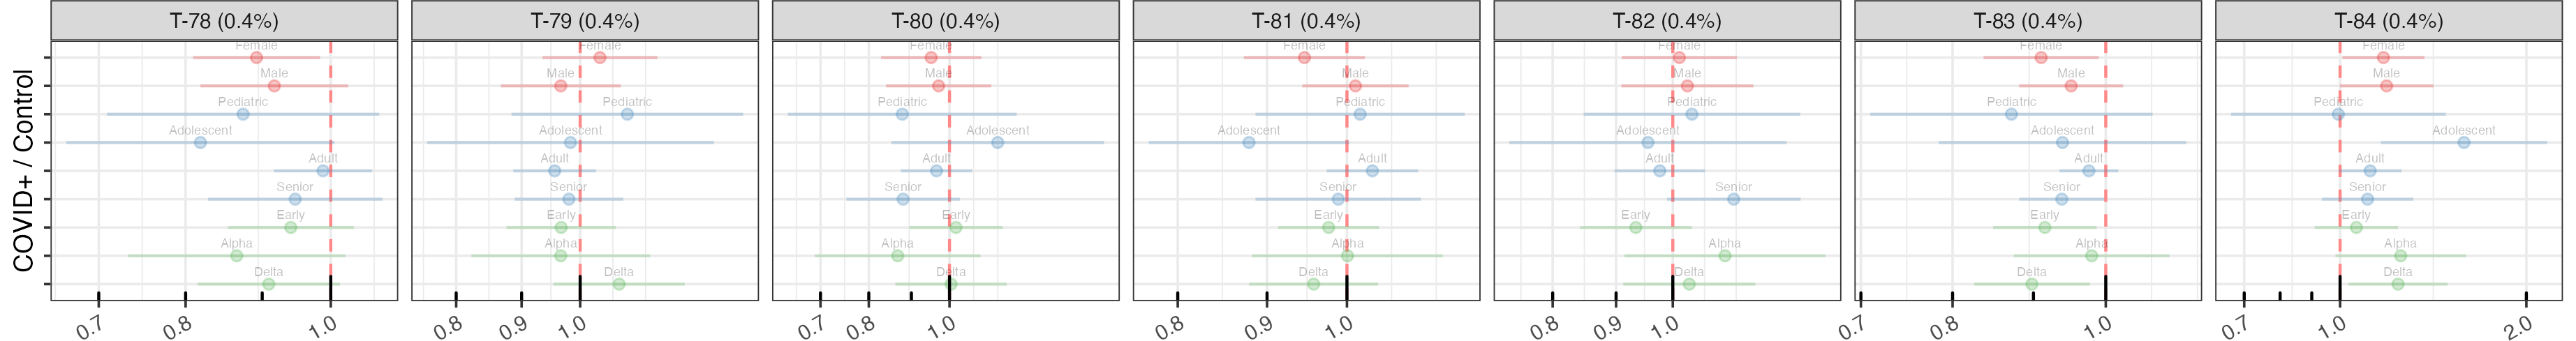 T-78 (0.4%)
T-79 (0.4%)
T-80 (0.4%)
T-81 (0.4%)
T-82 (0.4%)
T-83 (0.4%)
T-84 (0.4%)
COVID+ / Control
Female
Male
Pediatric
Adolescent
Adult
Senior
Early
Alpha
Delta
0.7
0.8
1.0
Female
Male
Pediatric
Adolescent
Adult
Senior
Early
Alpha
Delta
0.8
0.9
1.0
Female
Male
Pediatric
Adolescent
Adult
Senior
Early
Alpha
Delta
0.7
0.8
1.0
Female
Male
Pediatric
Adolescent
Adult
Senior
Early
Alpha
Delta
0.8
0.9
1.0
Female
Male
Pediatric
Adolescent
Adult
Senior
Early
Alpha
Delta
0.8
0.9
1.0
Female
Male
Pediatric
Adolescent
Adult
Senior
Early
Alpha
Delta
0.7
0.8
1.0
Female
Male
Pediatric
Adolescent
Adult
Senior
Early
Alpha
Delta
0.7
1.0
2.0